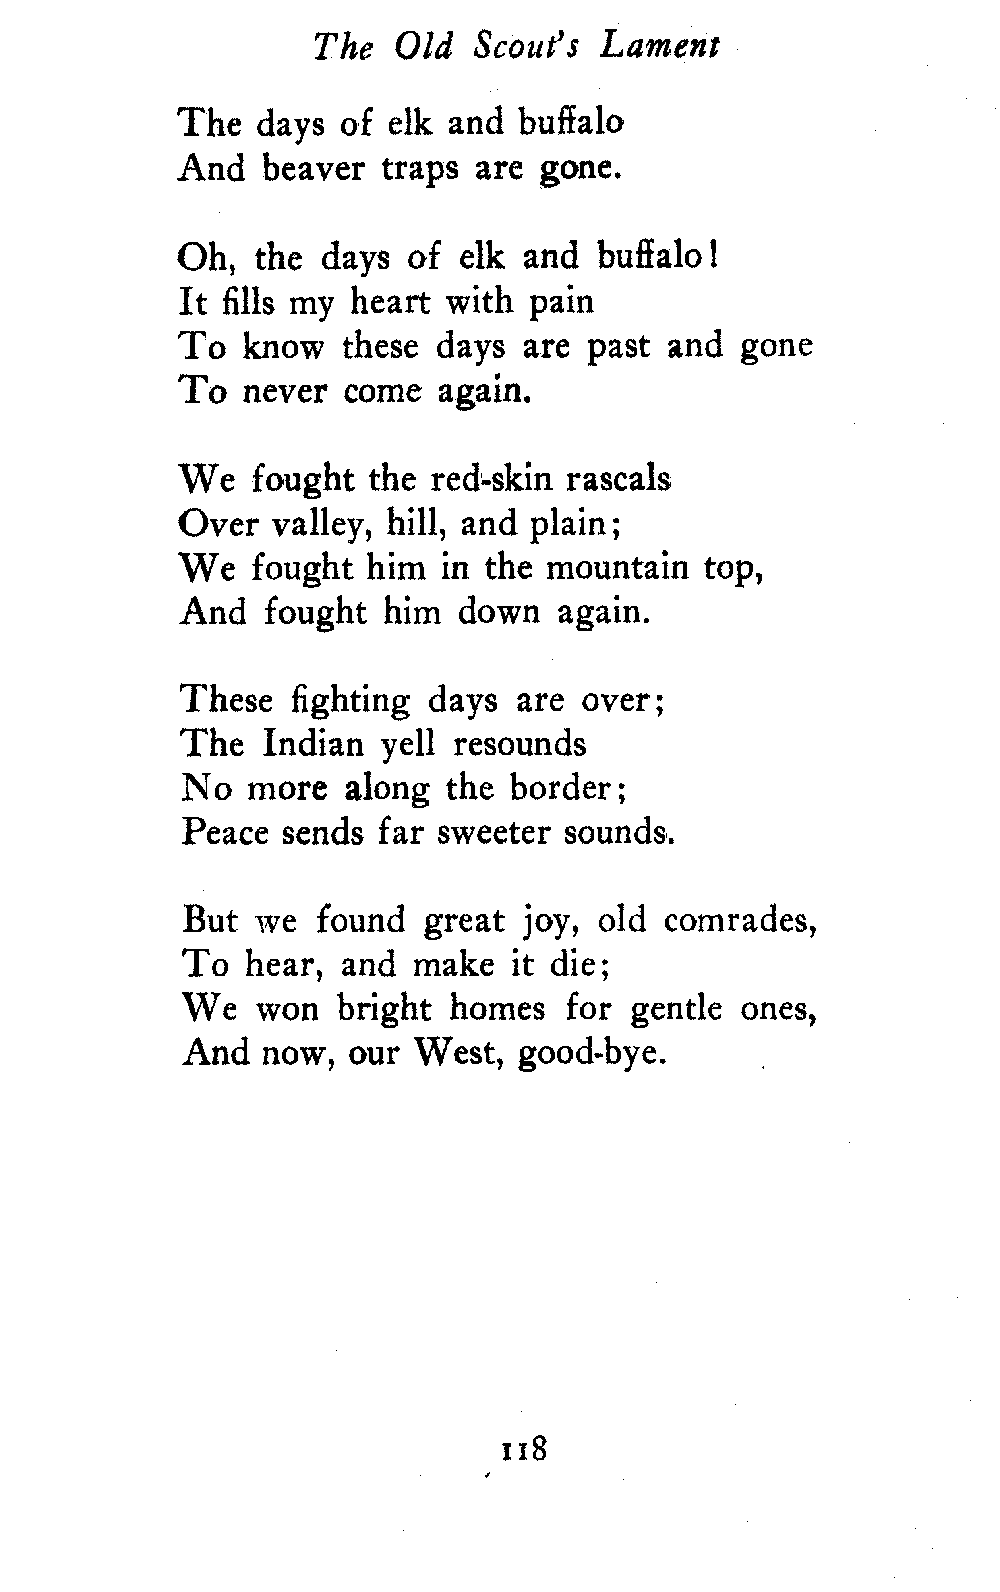 The Old Scout's Lament
The days of elk and buffalo
And beaver traps are gone.
Oh, the days of elk and buffalo!
It fills my heart with pain
To know these days are past and gone
To never come again.
We fought the red-skin rascals
Over valley, hill, and plain;
We fought him in the mountain top,
And fought him down again.
These fighting days are over;
The Indian yell resounds
No more along the border;
Peace sends far sweeter sounds.
But we found great joy, old comrades,
To hear, and make it die;
We won bright homes for gentle ones,
And now, our West, good-bye.
118